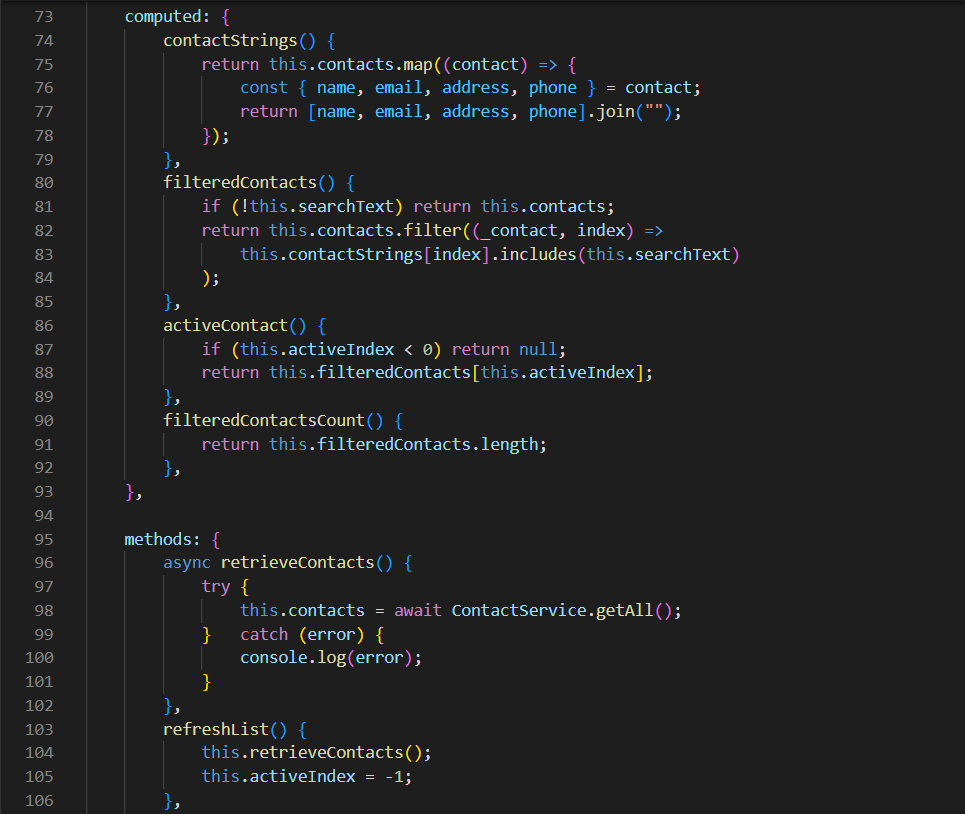 73 computed: {
74 contactStrings() {
75 return this.contacts.map((contact) => {
76 const { name, email, address, phone } = contact;
77 return [name, email, address, phone].join("");
78 });
79 },
80 filteredContacts() {
81 if (!this.searchText) return this.contacts;
82 return this.contacts.filter((_contact, index) =>
83 this.contactStrings[index].includes(this.searchText)
84 );
85 },
86 activeContact() {
87 if (this.activeIndex < 0) return null;
88 return this.filteredContacts[this.activeIndex];
89 },
90 filteredContactsCount() {
91 return this.filteredContacts.length;
92 },
93 },
94
95 methods: {
96 async retrieveContacts() {
97 try {
98 this.contacts = await ContactService.getAll();
99 } catch (error) {
100 console.log(error);
101 }
102 },
103 refreshList() {
104 this.retrieveContacts();
105 this.activeIndex = -1;
106 },